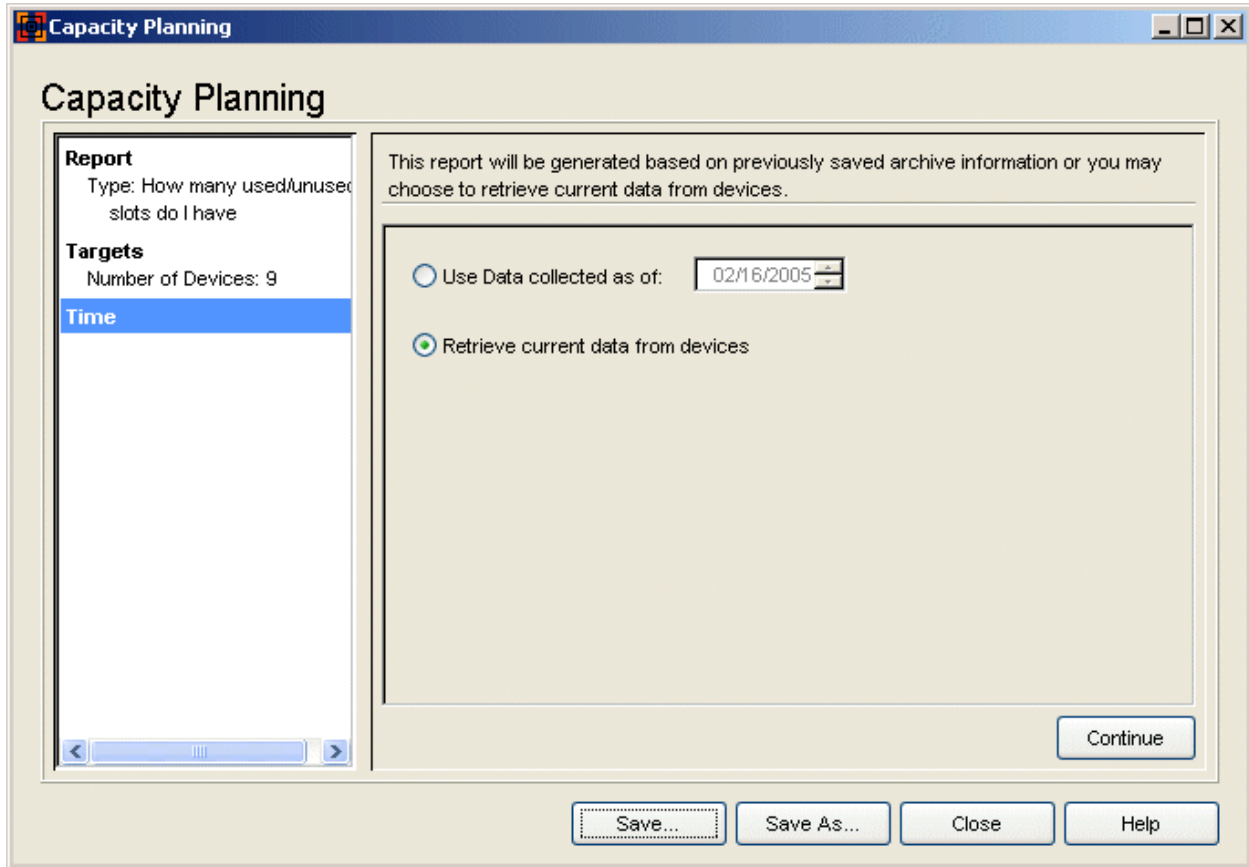 Capacity Planning
Capacity Planning
Report
Type: How many used/unused
slots do I have
Targets
Number of Devices: 9
Time
This report will be generated based on previously saved archive information or you may
choose to retrieve current data from devices.
Use Data collected as of: 02/16/2005
Retrieve current data from devices
Continue
Save... Save As... Close Help